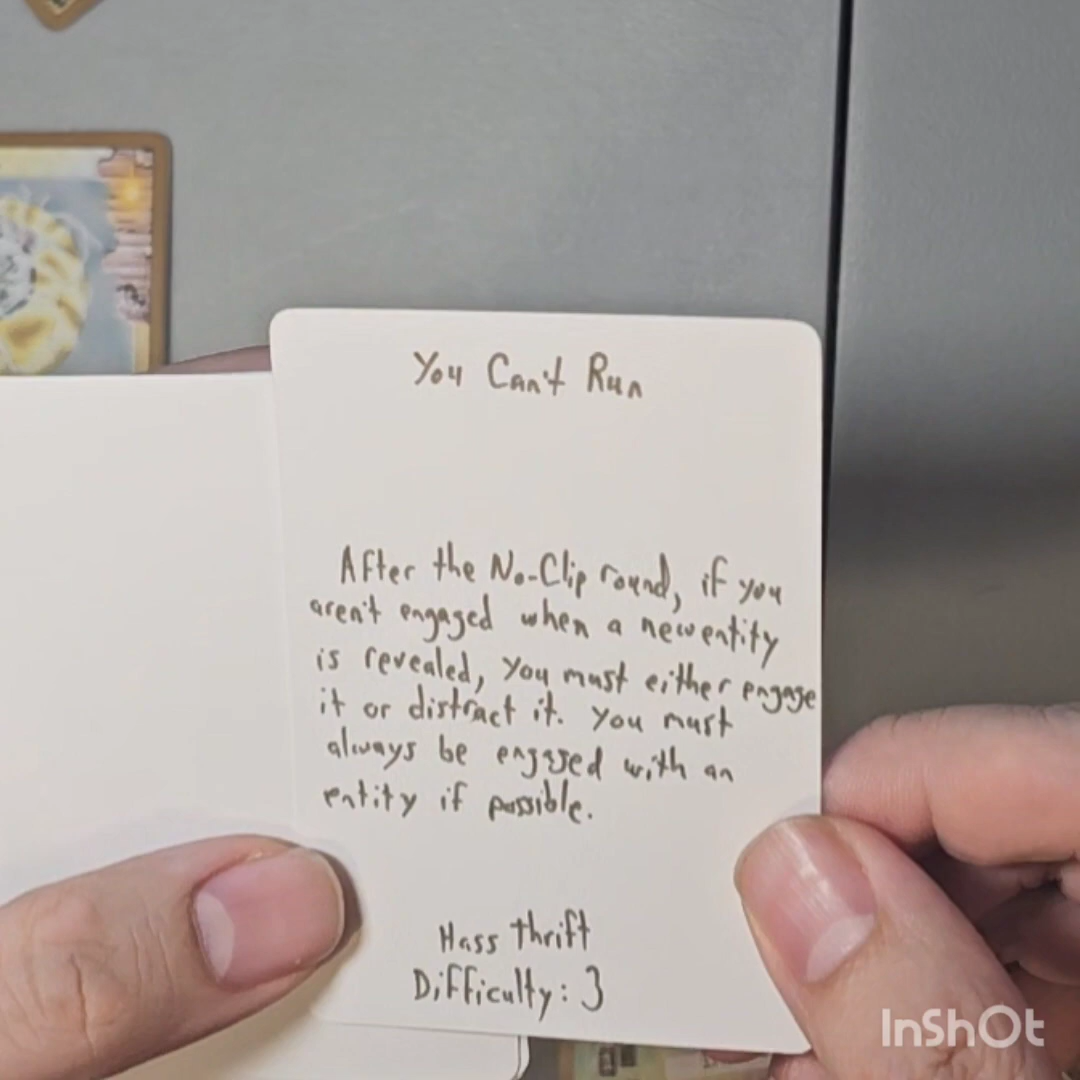 You Can't Run
After the No-Clip round, if you
aren't engaged when a new entity
is revealed, you must either engage
it or distract it. You must
always be engaged with an
entity if possible.
Hass thrift
Difficulty: 3
InShOt